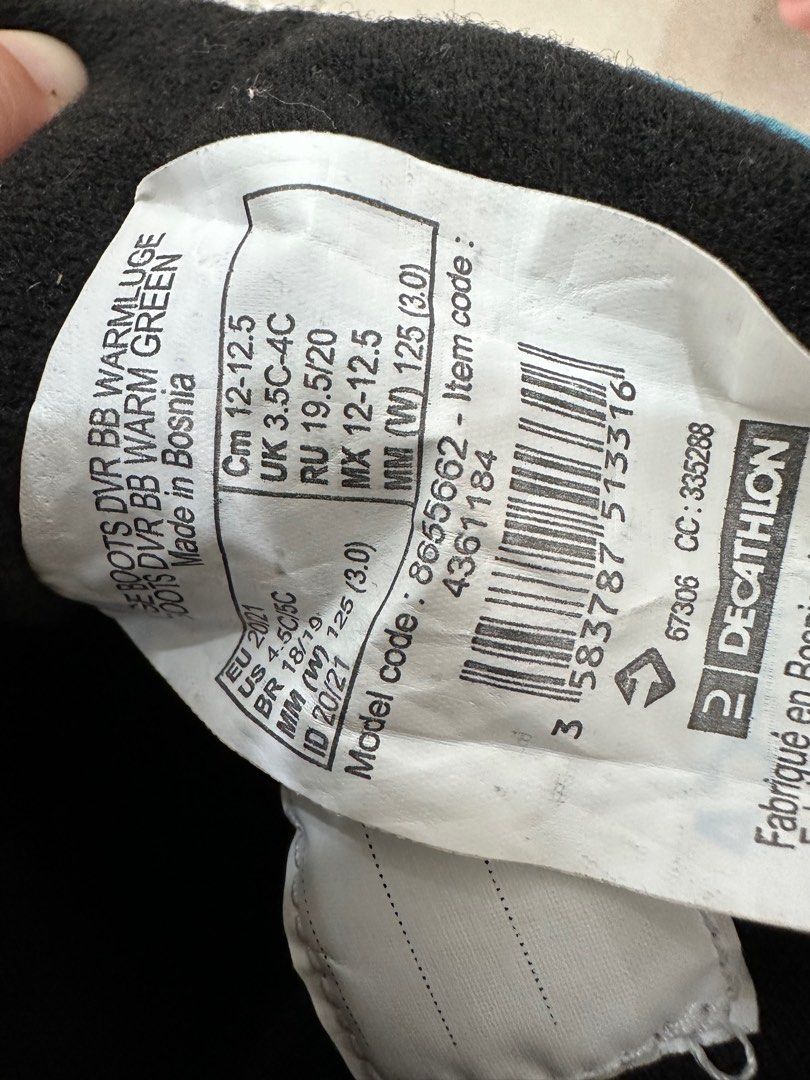 BOOTS DVR BB WARMLUGE
BOOTS DVR BB WARM GREEN
Made in Bosnia
EU 20/21
US 4.5C/5C
BR 18/19
MM (W) 125 (3.0)
ID 20/21
Cm 12-12.5
UK 3.5C-4C
RU 19.5/20
MX 12-12.5
MM (W) 125 (3.0)
Model code : 8655662 - Item code :
4361184
3 583787 513316
67306 CC : 335288
DECATHLON
Fabriqué en